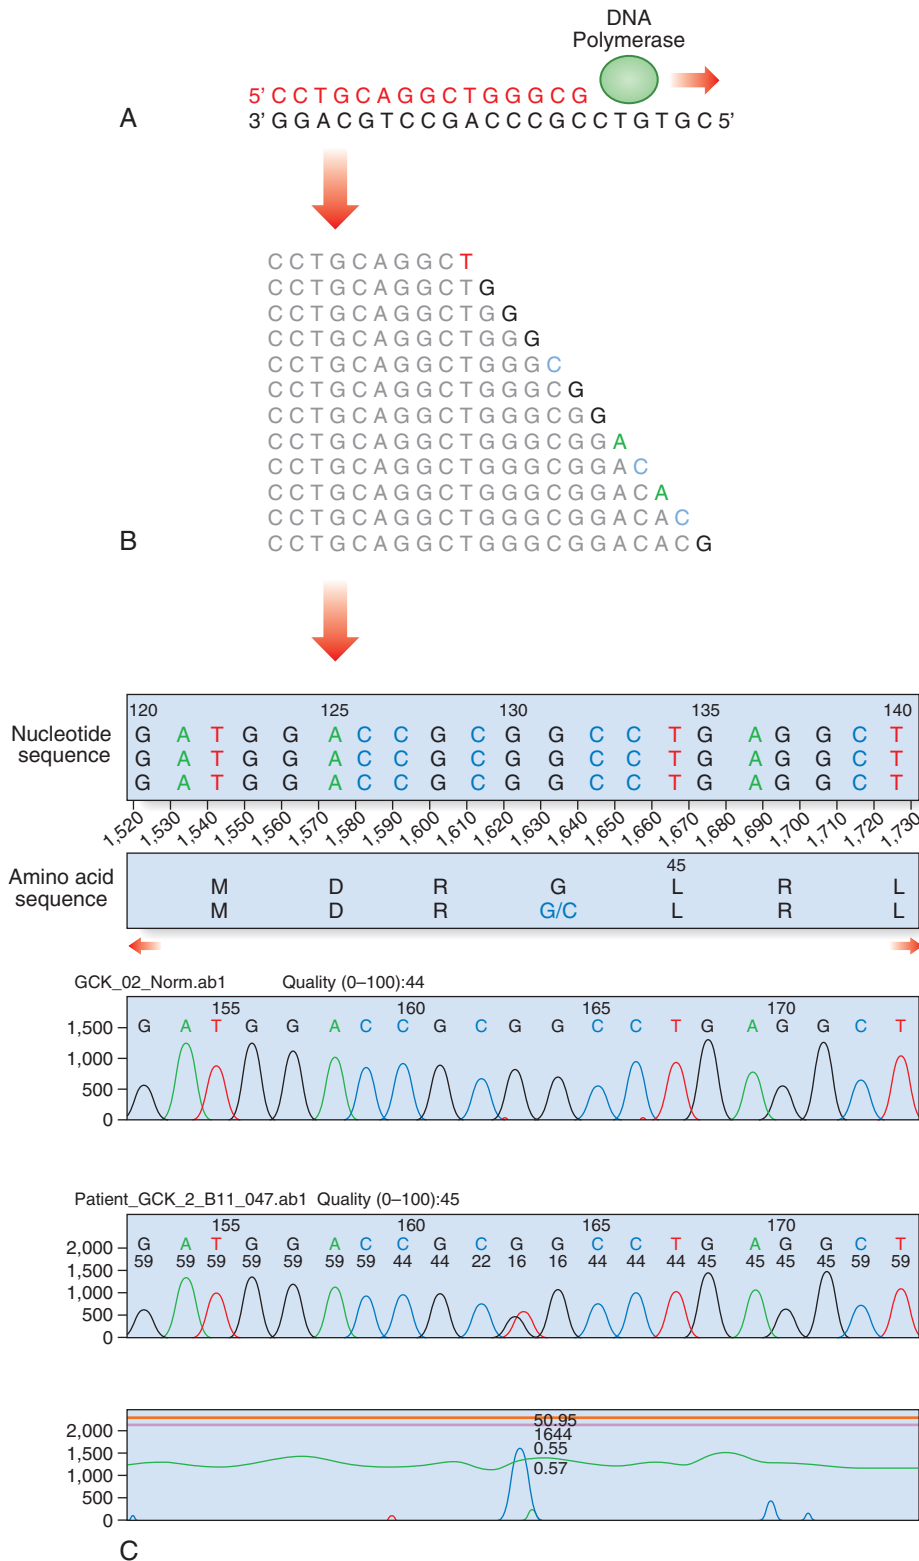 DNA
Polymerase
5’ C C T G C A G G C T G G G C G
A
3’ G G A C G T C C G A C C C G C C T G T G C 5’
C C T G C A G G C T
C C T G C A G G C T G
C C T G C A G G C T G G
C C T G C A G G C T G G G
C C T G C A G G C T G G G C
C C T G C A G G C T G G G C G
C C T G C A G G C T G G G C G G
C C T G C A G G C T G G G C G G A
C C T G C A G G C T G G G C G G A C
C C T G C A G G C T G G G C G G A C A
C C T G C A G G C T G G G C G G A C A C
B
C C T G C A G G C T G G G C G G A C A C G
120 125 130 135 140
Nucleotide sequence
G A T G G A C C G C G G C C T G A G G C T
G A T G G A C C G C G G C C T G A G G C T
G A T G G A C C G C G G C C T G A G G C T
1,520 1,530 1,540 1,550 1,560 1,570 1,580 1,590 1,600 1,610 1,620 1,630 1,640 1,650 1,660 1,670 1,680 1,690 1,700 1,710 1,720 1,730
Amino acid sequence
45
M D R G L R L
M D R G/C L R L
GCK_02_Norm.ab1 Quality (0–100):44
155 160 165 170
G A T G G A C C G C G G C C T G A G G C T
1,500
1,000
500
0
Patient_GCK_2_B11_047.ab1 Quality (0–100):45
155 160 165 170
G A T G G A C C G C G G C C T G A G G C T
59 59 59 59 59 59 59 44 44 22 16 16 44 44 44 45 45 45 45 59 59
2,000
1,500
1,000
500
0
50.95
1644
0.55
0.57
2,000
1,500
1,000
500
0
C